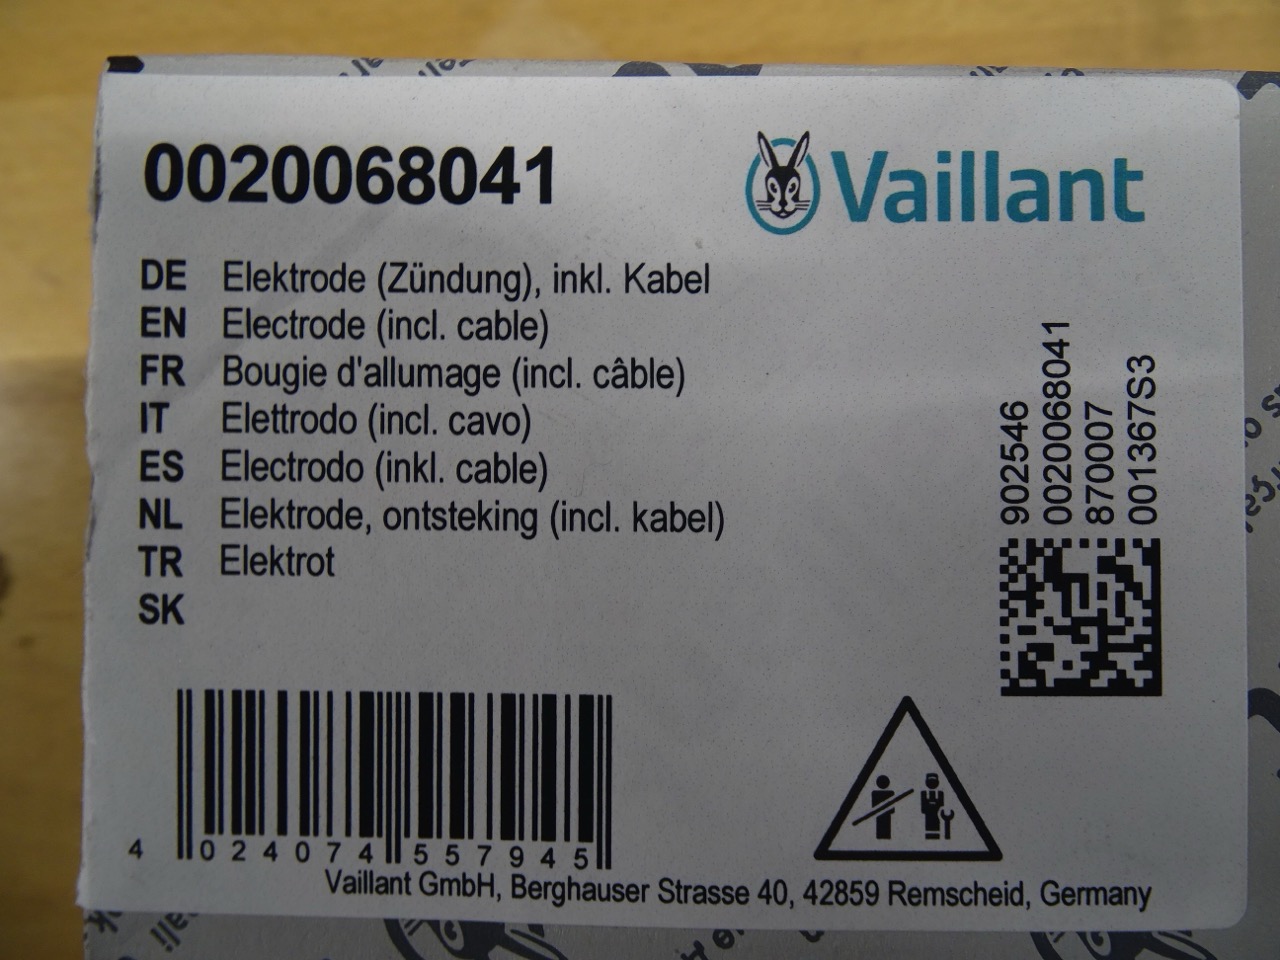 0020068041
Vaillant
DE Elektrode (Zündung), inkl. Kabel
EN Electrode (incl. cable)
FR Bougie d'allumage (incl. câble)
IT Elettrodo (incl. cavo)
ES Electrodo (inkl. cable)
NL Elektrode, ontsteking (incl. kabel)
TR Elektrot
SK
902546
0020068041
870007
001367S3
4 024074 557945
Vaillant GmbH, Berghauser Strasse 40, 42859 Remscheid, Germany